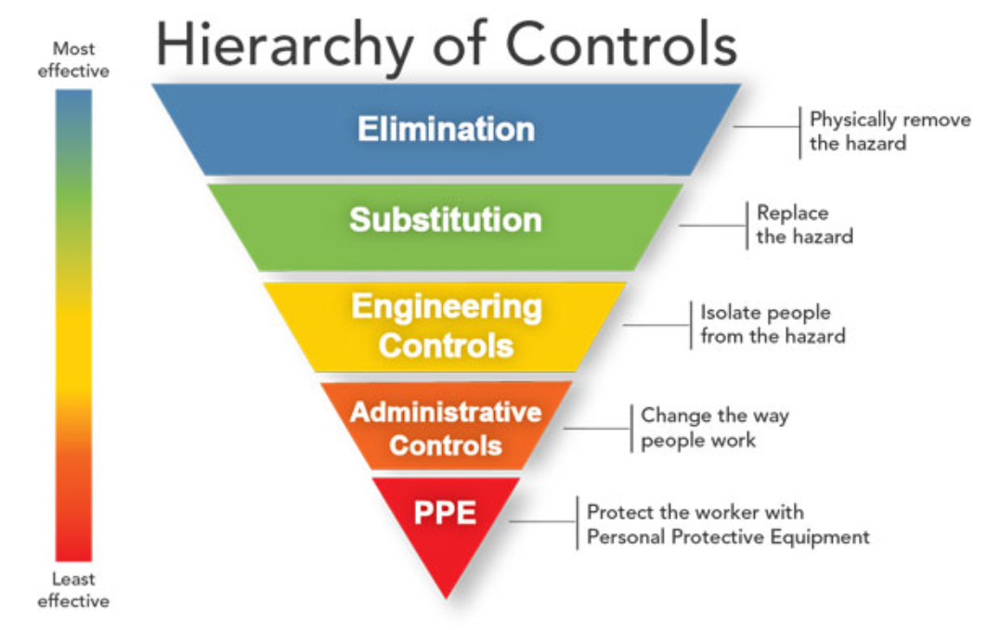 Hierarchy of Controls
Most
effective
Elimination
Physically remove
the hazard
Substitution
Replace
the hazard
Engineering
Controls
Isolate people
from the hazard
Administrative
Controls
Change the way
people work
PPE
Protect the worker with
Personal Protective Equipment
Least
effective